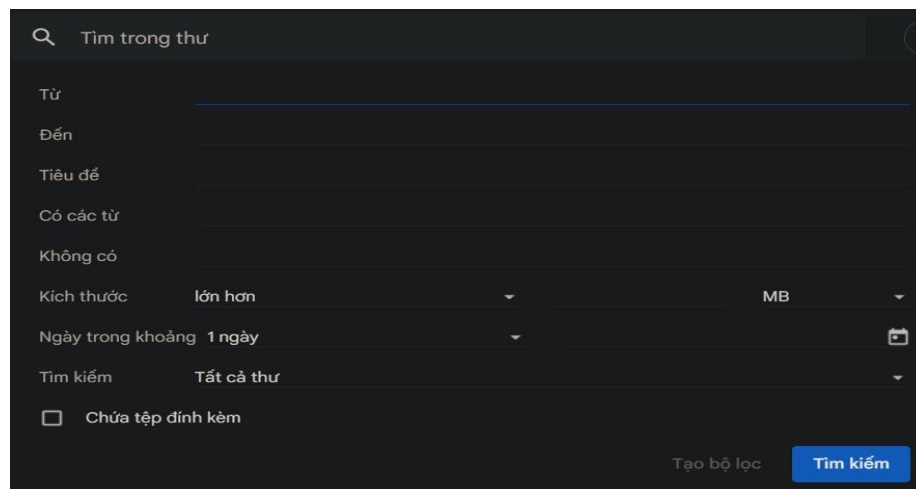 Tìm trong thư
Từ
Đến
Tiêu đề
Có các từ
Không có
Kích thước lớn hơn MB
Ngày trong khoảng 1 ngày
Tìm kiếm Tất cả thư
Chứa tệp đính kèm
Tạo bộ lọc Tìm kiếm